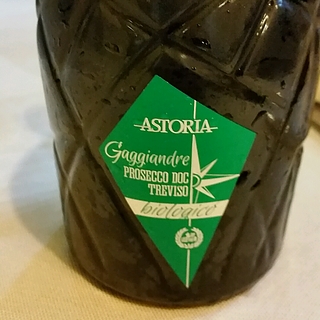 ASTORIA
Gaggiandre
PROSECCO DOC
TREVISO
biologico